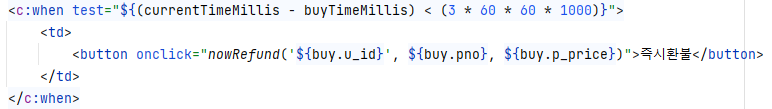 <c:when test="${(currentTimeMillis - buyTimeMillis) < (3 * 60 * 60 * 1000)}">
    <td>
        <button onclick="nowRefund('${buy.u_id}', ${buy.pno}, ${buy.p_price})">즉시환불</button>
    </td>
</c:when>